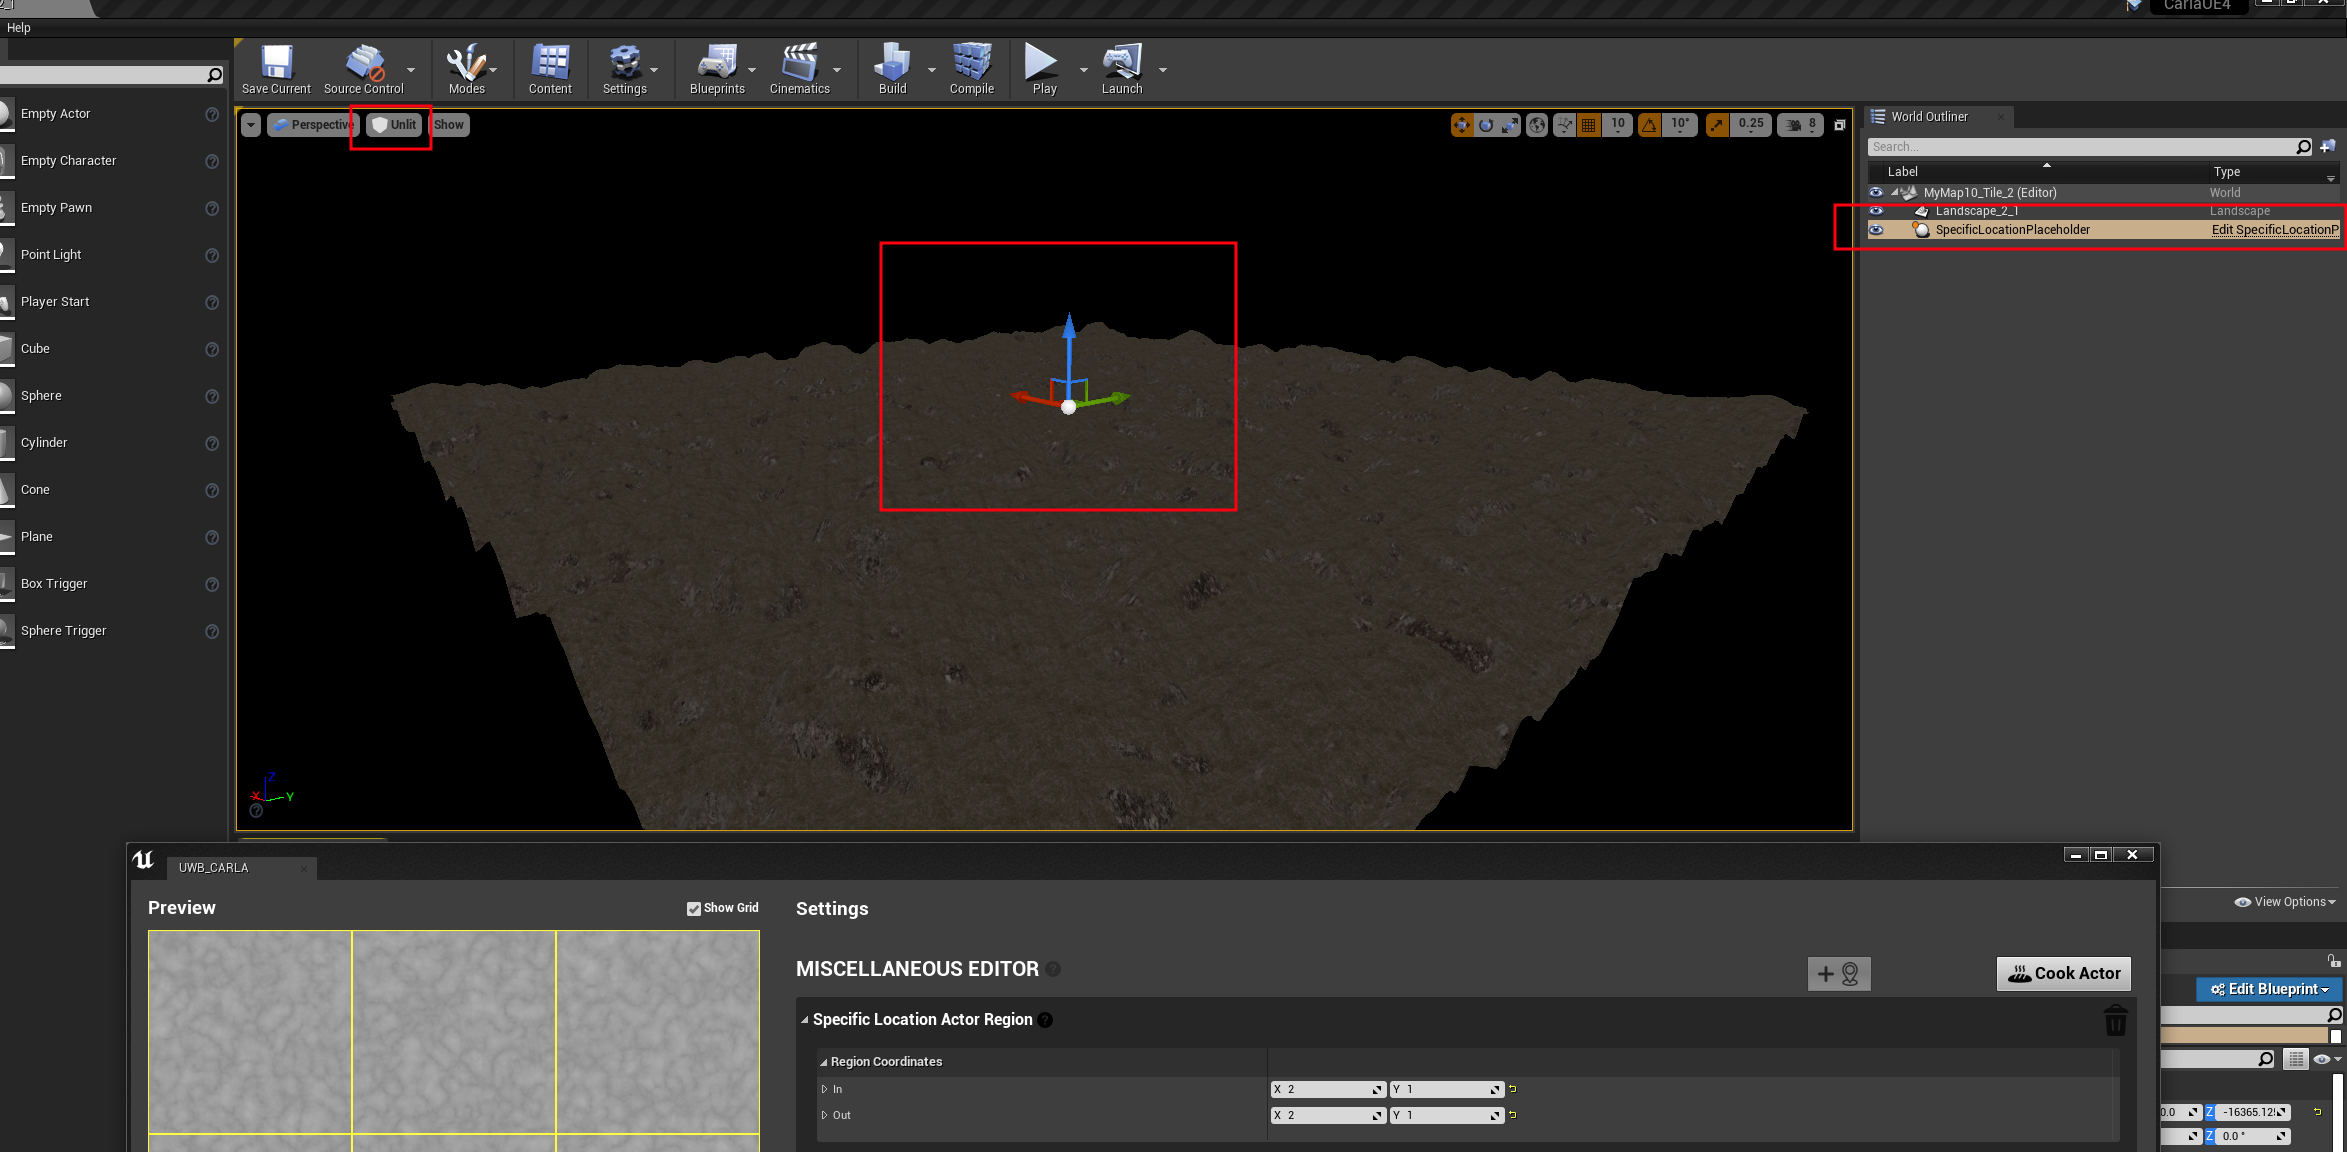 CarlaUE4
Help
Save Current
Source Control
Modes
Content
Settings
Blueprints
Cinematics
Build
Compile
Play
Launch
Empty Actor
Empty Character
Empty Pawn
Point Light
Player Start
Cube
Sphere
Cylinder
Cone
Plane
Box Trigger
Sphere Trigger
Perspective
Unlit
Show
10
10°
0.25
8
Z
X
Y
World Outliner
Search...
Label
Type
MyMap10_Tile_2 (Editor)
World
Landscape_2_1
Landscape
SpecificLocationPlaceholder
Edit SpecificLocationP
View Options
Edit Blueprint
0.0
Z -16365.12
Z 0.0 °
UWB_CARLA
Preview
Show Grid
Settings
MISCELLANEOUS EDITOR
Cook Actor
Specific Location Actor Region
Region Coordinates
In
X 2
Y 1
Out
X 2
Y 1